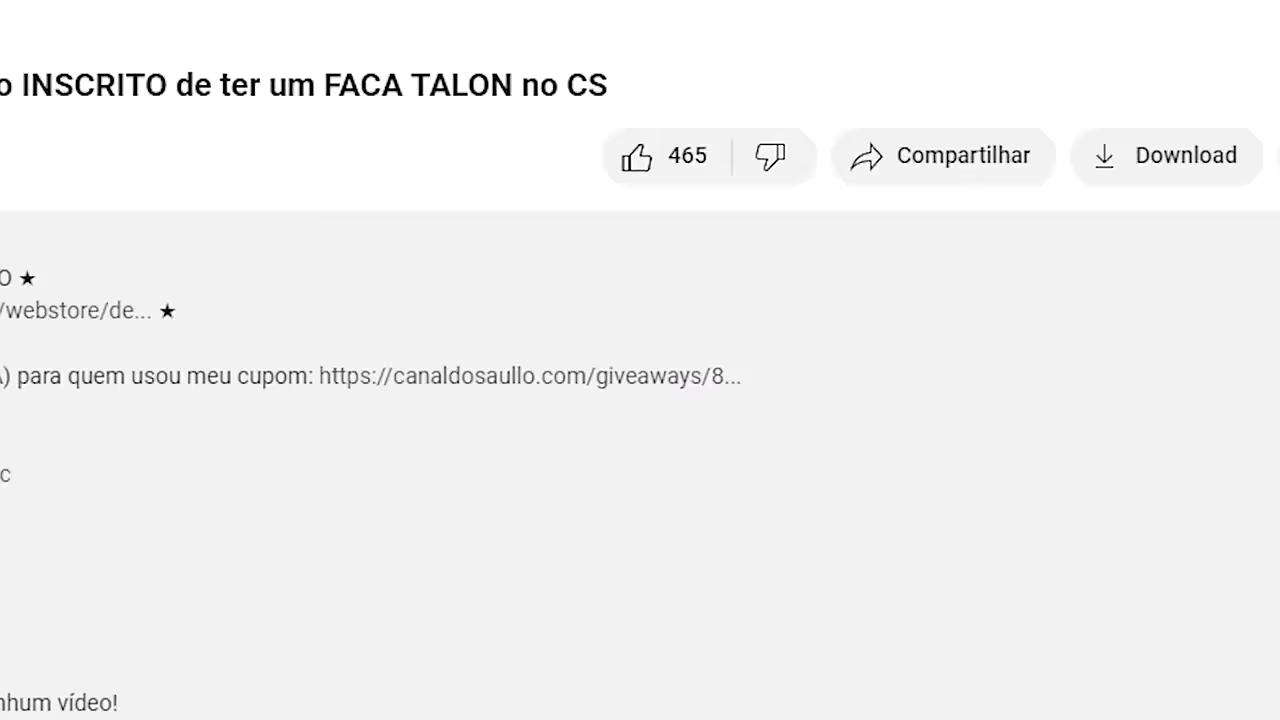 o INSCRITO de ter um FACA TALON no CS
465 Compartilhar Download
O ★
/webstore/de... ★
) para quem usou meu cupom: https://canaldosaullo.com/giveaways/8...
c
nhum vídeo!